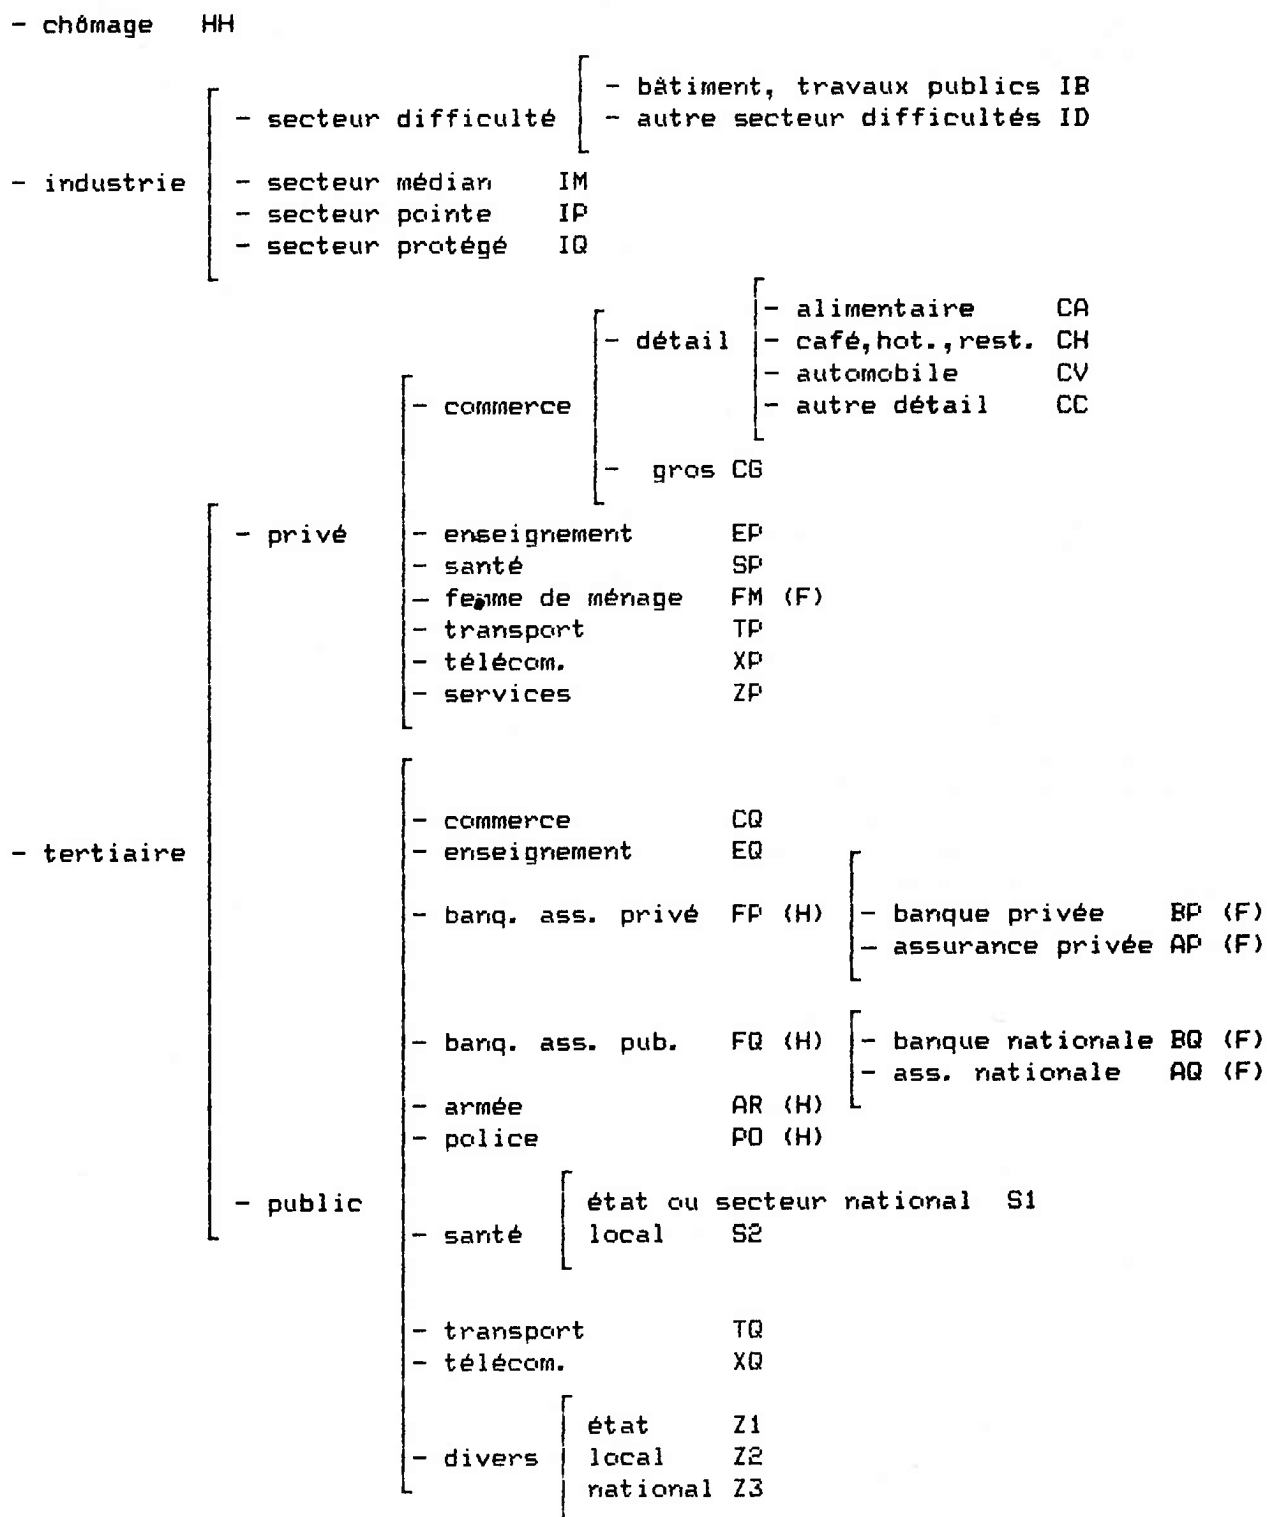 - chômage HH
- bâtiment, travaux publics IB
- secteur difficulté - autre secteur difficultés ID
- industrie - secteur médian IM
- secteur pointe IP
- secteur protégé IQ
- alimentaire CA
- détail - café,hot.,rest. CH
- automobile CV
- commerce - autre détail CC
- gros CG
- privé - enseignement EP
- santé SP
- femme de ménage FM (F)
- transport TP
- télécom. XP
- services ZP
- commerce CQ
- tertiaire - enseignement EQ
- banq. ass. privé FP (H) - banque privée BP (F)
- assurance privée AP (F)
- banq. ass. pub. FQ (H) - banque nationale BQ (F)
- ass. nationale AQ (F)
- armée AR (H)
- police PO (H)
- public état ou secteur national S1
- santé local S2
- transport TQ
- télécom. XQ
état Z1
- divers local Z2
national Z3